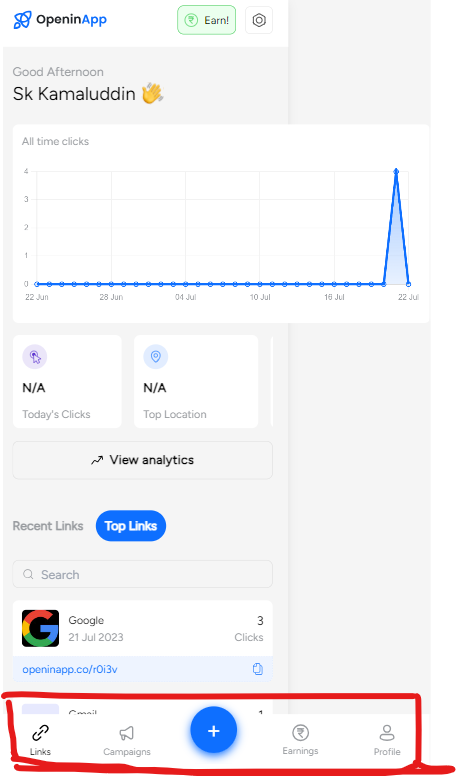 OpeninApp
Earn!
Good Afternoon
Sk Kamaluddin 👋
All time clicks
4
3
2
1
0
22 Jun 28 Jun 04 Jul 10 Jul 16 Jul 22 Jul
N/A
Today's Clicks
N/A
Top Location
View analytics
Recent Links Top Links
Search
Google 3
21 Jul 2023 Clicks
openinapp.co/r0i3v
Gmail 1
Links Campaigns + Earnings Profile